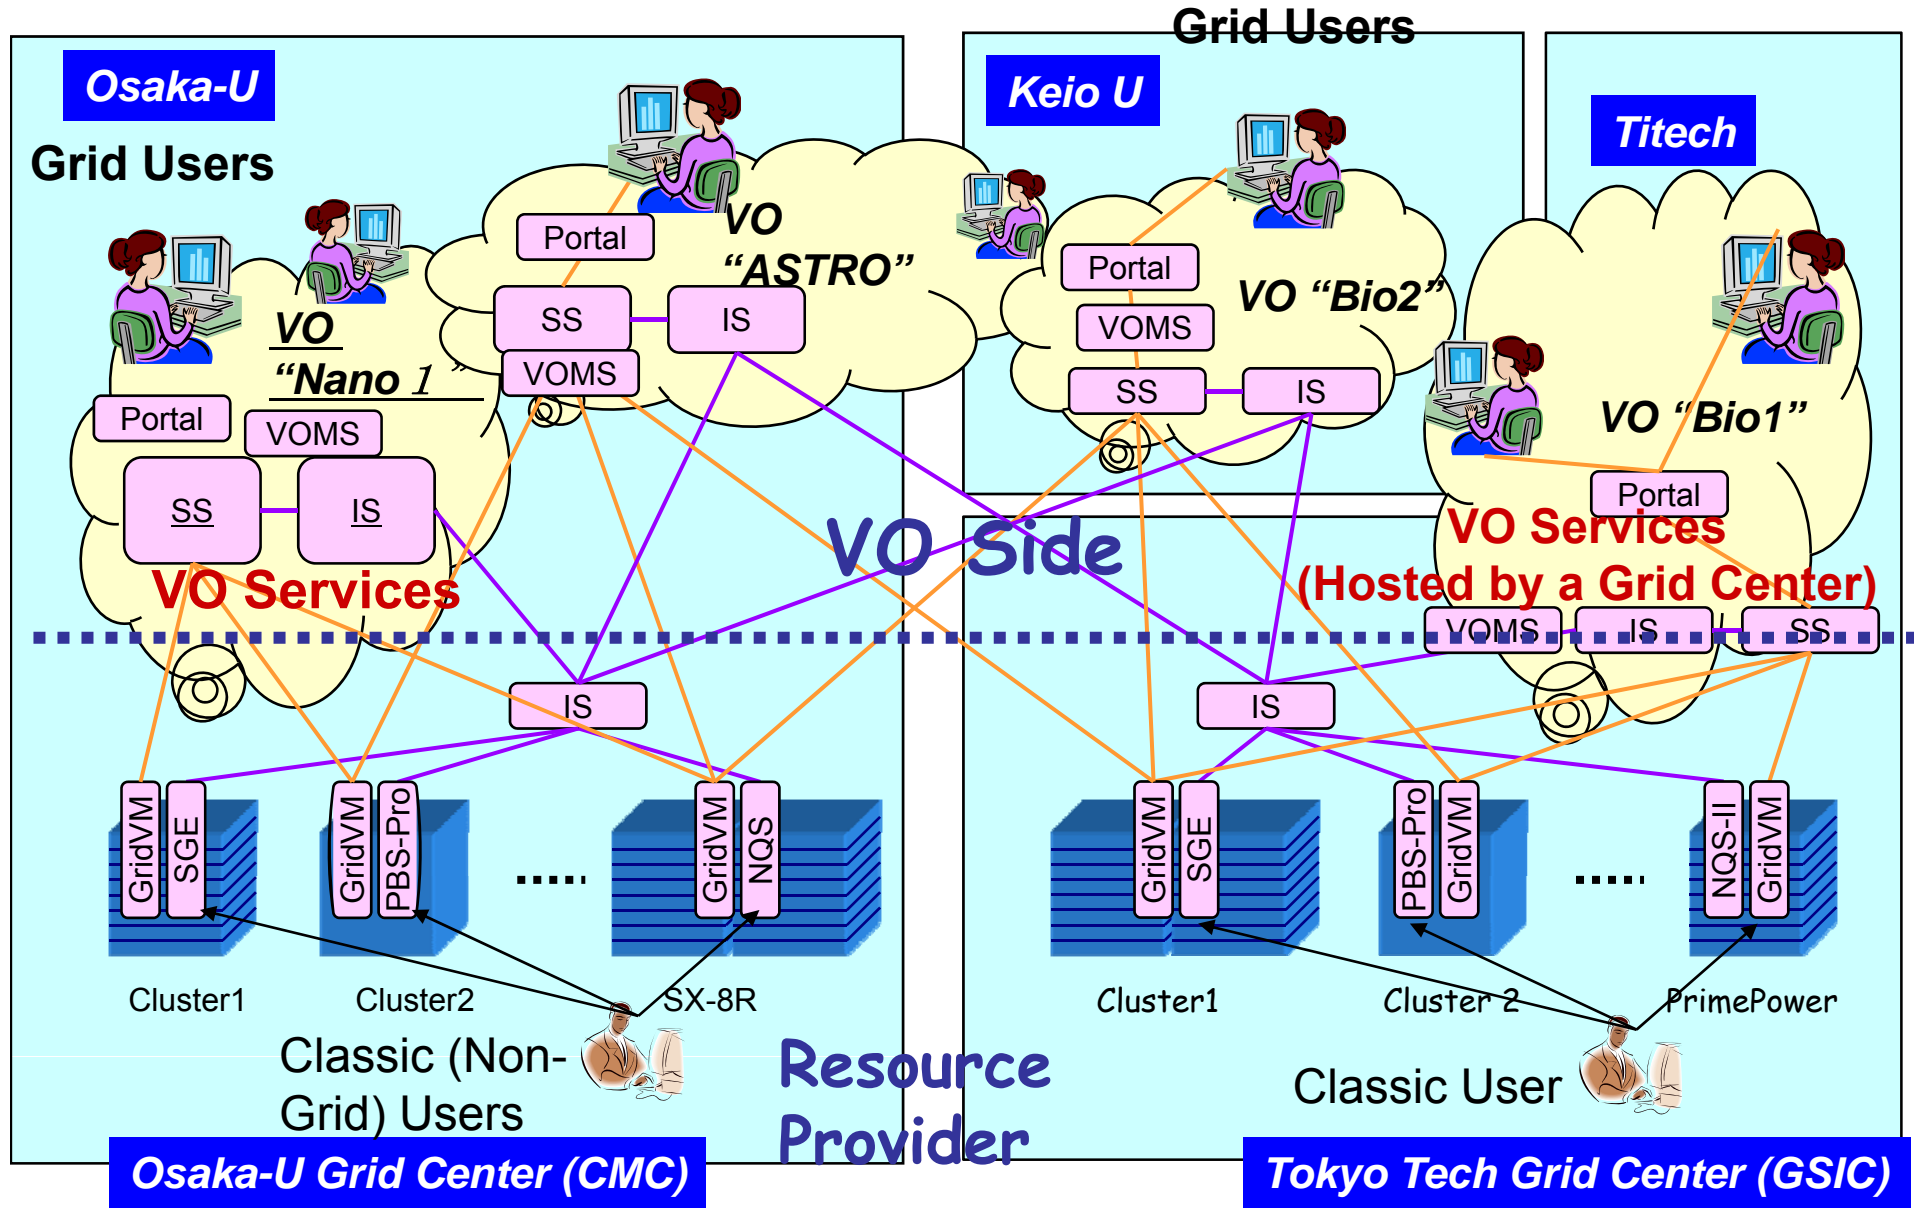 Grid Users
Osaka-U
Keio U
Titech
Grid Users
Portal
VO
“ASTRO”
SS
IS
VOMS
Portal
VO “Bio2”
VOMS
SS
IS
VO
“Nano１”
Portal
VOMS
SS
IS
VO Services
VO “Bio1”
Portal
VO Services
(Hosted by a Grid Center)
VOMS
IS
SS
VO Side
IS
IS
GridVM
SGE
GridVM
PBS-Pro
GridVM
NQS
GridVM
SGE
PBS-Pro
GridVM
NQS-II
GridVM
Cluster1
Cluster2
SX-8R
Cluster1
Cluster 2
PrimePower
Classic (Non-
Grid) Users
Resource
Provider
Classic User
Osaka-U Grid Center (CMC)
Tokyo Tech Grid Center (GSIC)